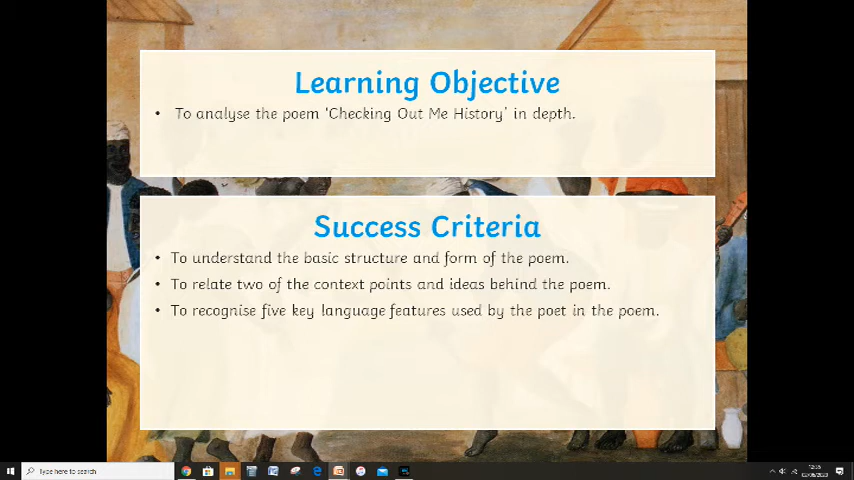 Learning Objective
• To analyse the poem ‘Checking Out Me History’ in depth.
Success Criteria
• To understand the basic structure and form of the poem.
• To relate two of the context points and ideas behind the poem.
• To recognise five key language features used by the poet in the poem.
Type here to search